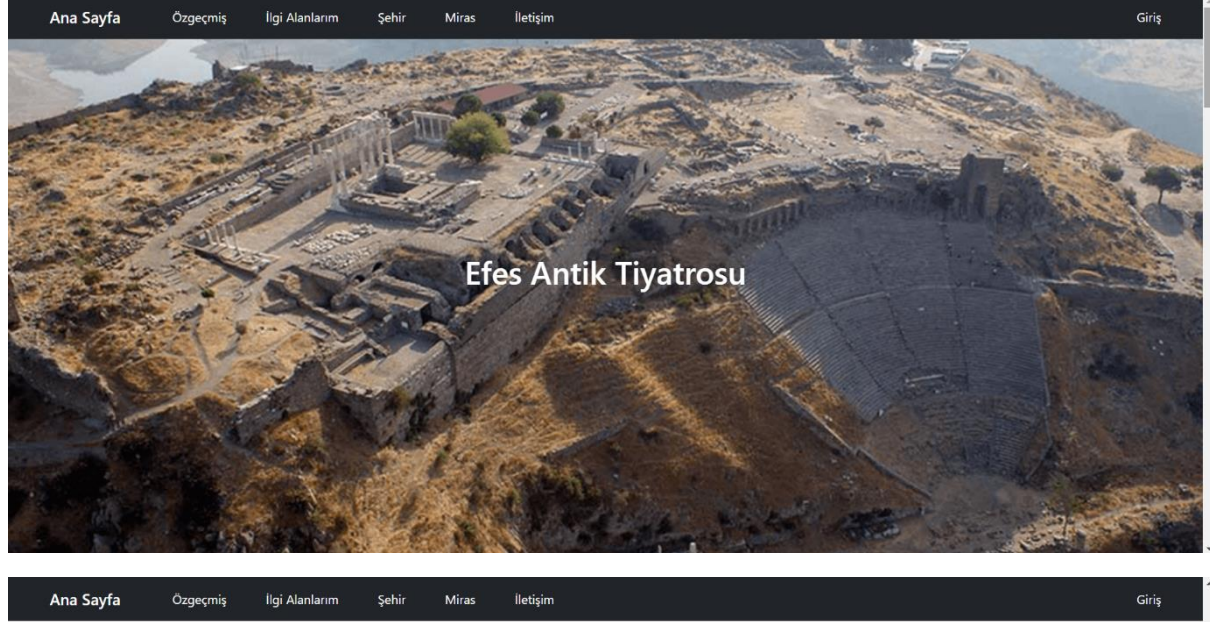 Ana Sayfa Özgeçmiş İlgi Alanlarım Şehir Miras İletişim Giriş
Efes Antik Tiyatrosu
Ana Sayfa Özgeçmiş İlgi Alanlarım Şehir Miras İletişim Giriş